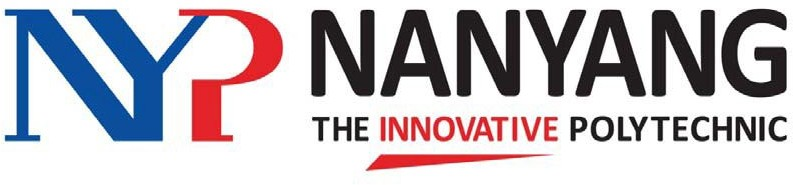 NYP NANYANG
THE INNOVATIVE POLYTECHNIC